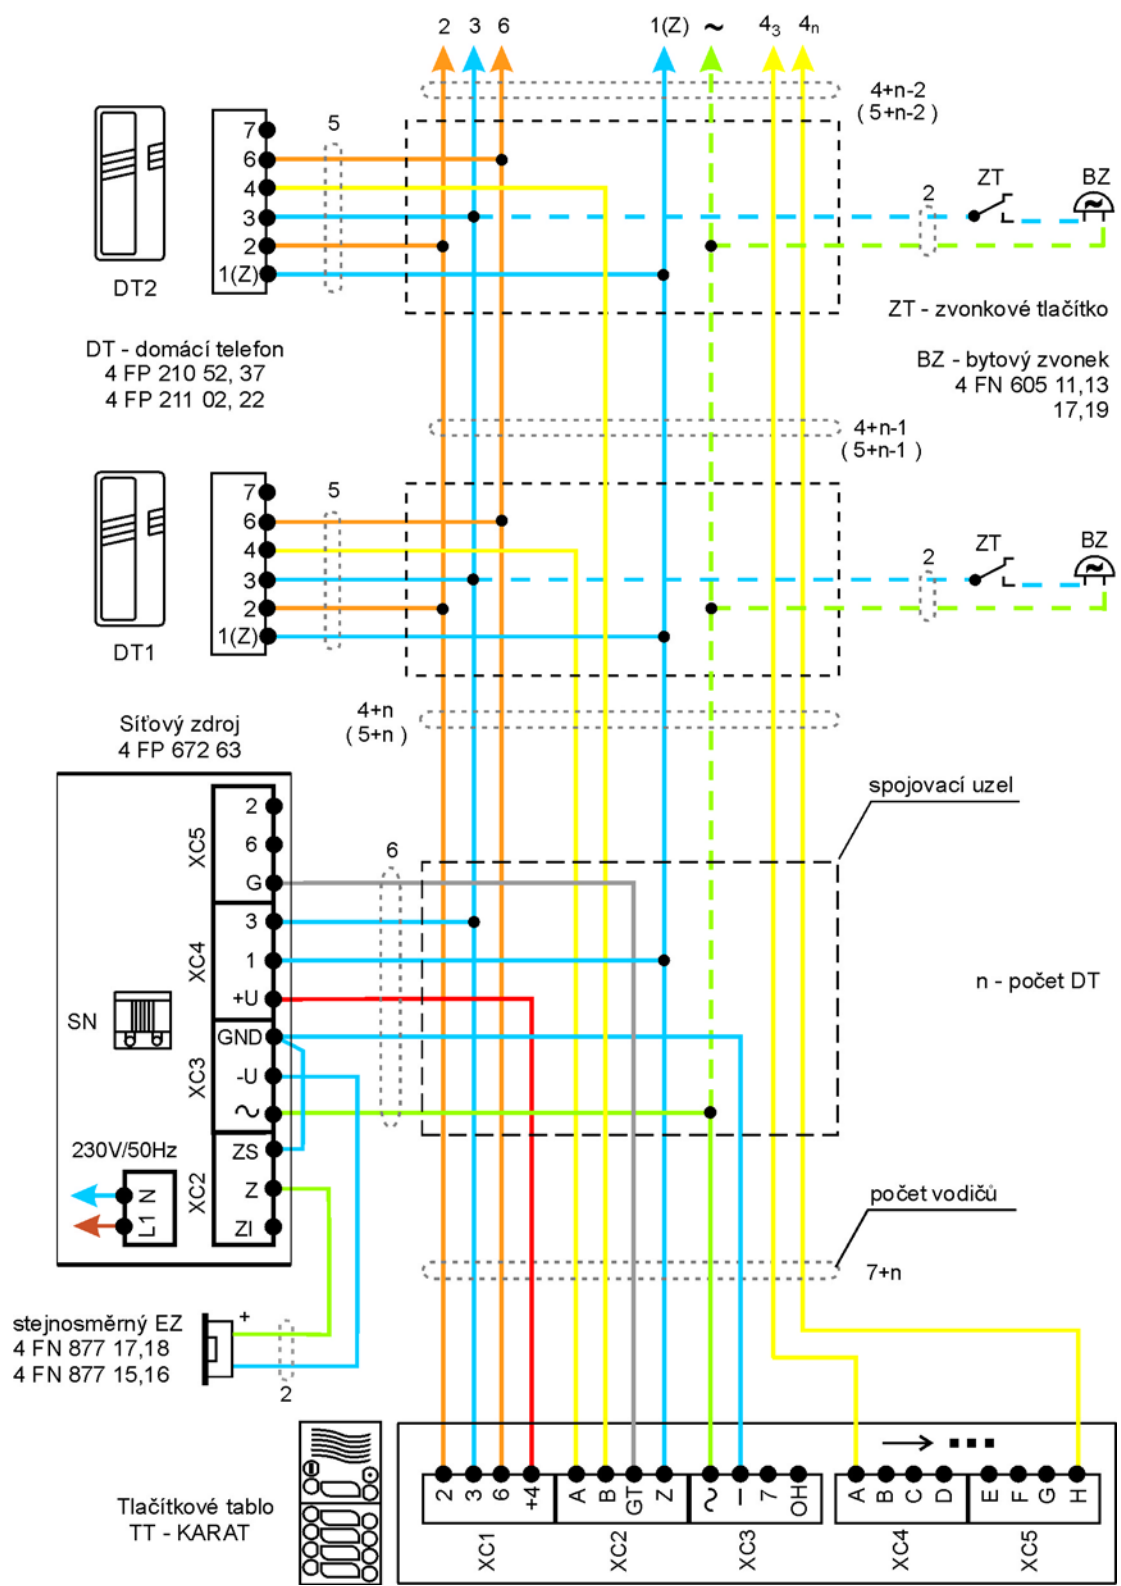 2 3 6 1(Z) ~ 4₃ 4ₙ
4+n-2
( 5+n-2 )
7
6
4
3
2
1(Z)
5
DT2
2
ZT
BZ
ZT - zvonkové tlačítko
DT - domácí telefon
4 FP 210 52, 37
4 FP 211 02, 22
BZ - bytový zvonek
4 FN 605 11,13
17,19
4+n-1
( 5+n-1 )
7
6
4
3
2
1(Z)
5
DT1
2
ZT
BZ
4+n
( 5+n )
Síťový zdroj
4 FP 672 63
spojovací uzel
XC5
2
6
G
6
XC4
3
1
+U
n - počet DT
SN
XC3
GND
-U
~
230V/50Hz
L1 N
XC2
ZS
Z
ZI
počet vodičů
7+n
stejnosměrný EZ
4 FN 877 17,18
4 FN 877 15,16
+
2
Tlačítkové tablo
TT - KARAT
2 3 6 +4 A B GT Z ~ – 7 OH A B C D E F G H
XC1 XC2 XC3 XC4 XC5